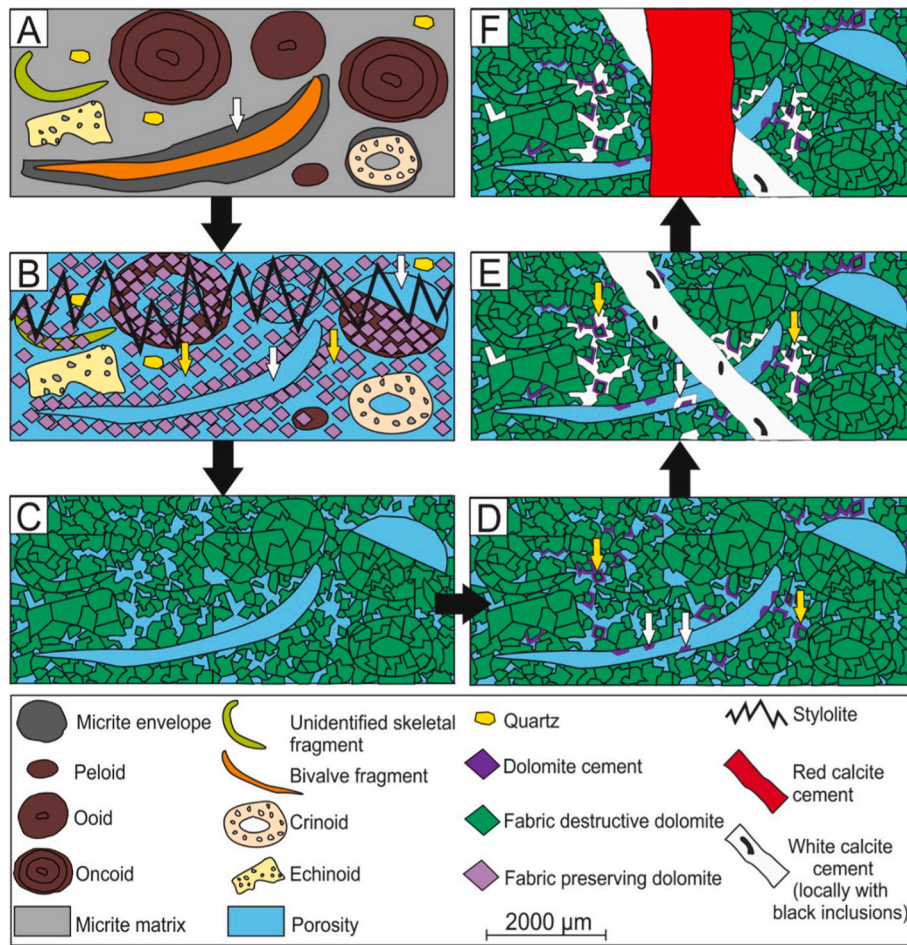 A
F
B
E
C
D
Micrite envelope
Peloid
Ooid
Oncoid
Micrite matrix
Unidentified skeletal
fragment
Bivalve fragment
Crinoid
Echinoid
Porosity
Quartz
Dolomite cement
Fabric destructive dolomite
Fabric preserving dolomite
2000 µm
Stylolite
Red calcite
cement
White calcite
cement
(locally with
black inclusions)